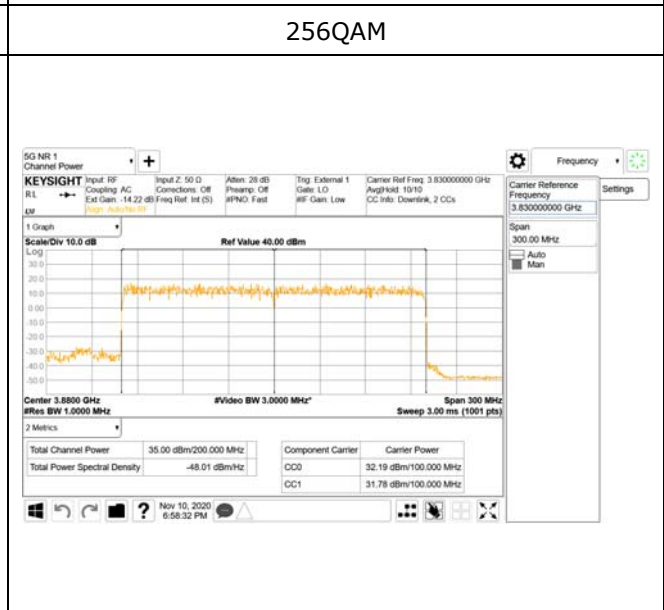 256QAM
5G NR 1
Channel Power
Frequency
KEYSIGHT
RL
Input: RF
Coupling: AC
Ext Gain: -14.22 dB
Align: Auto/No RF
Input Z: 50 Ω
Corrections: Off
Freq Ref: Int (S)
Atten: 28 dB
Preamp: Off
#PNO: Fast
Trig: External 1
Gate: LO
#IF Gain: Low
Carrier Ref Freq: 3.830000000 GHz
Avg|Hold: 10/10
CC Info: Downlink, 2 CCs
Carrier Reference
Frequency
3.830000000 GHz
Settings
Span
300.00 MHz
Auto
Man
1 Graph
Scale/Div 10.0 dB
Ref Value 40.00 dBm
Log
30.0
20.0
10.0
0.00
-10.0
-20.0
-30.0
-40.0
-50.0
Center 3.8800 GHz
#Video BW 3.0000 MHz*
Span 300 MHz
#Res BW 1.0000 MHz
Sweep 3.00 ms (1001 pts)
2 Metrics
Total Channel Power 35.00 dBm/200.000 MHz
Total Power Spectral Density -48.01 dBm/Hz
Component Carrier Carrier Power
CC0 32.19 dBm/100.000 MHz
CC1 31.78 dBm/100.000 MHz
?
Nov 10, 2020
6:58:32 PM